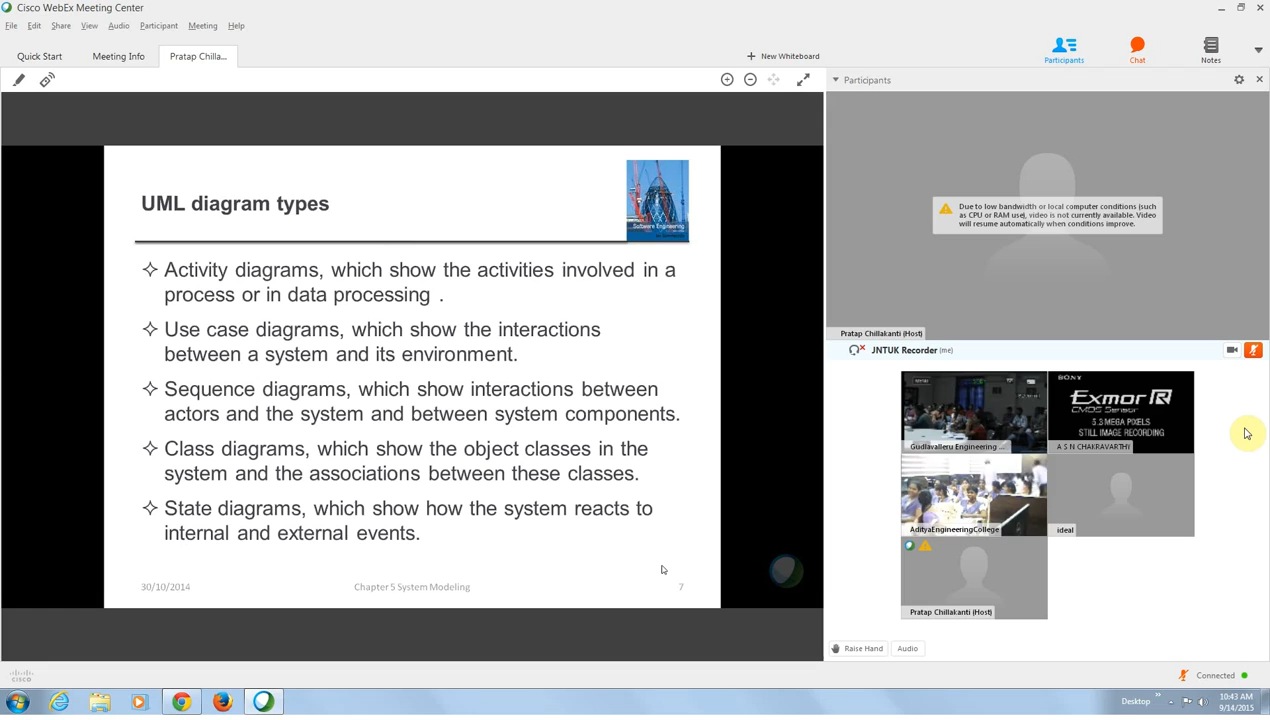 Cisco WebEx Meeting Center
File Edit Share View Audio Participant Meeting Help
Quick Start Meeting Info Pratap Chilla... New Whiteboard
Participants Chat Notes
UML diagram types
Software Engineering
Activity diagrams, which show the activities involved in a
process or in data processing .
Use case diagrams, which show the interactions
between a system and its environment.
Sequence diagrams, which show interactions between
actors and the system and between system components.
Class diagrams, which show the object classes in the
system and the associations between these classes.
State diagrams, which show how the system reacts to
internal and external events.
30/10/2014 Chapter 5 System Modeling 7
Participants
Due to low bandwidth or local computer conditions (such
as CPU or RAM use), video is not currently available. Video
will resume automatically when conditions improve.
Pratap Chillakanti (Host)
JNTUK Recorder (me)
Gudlavalleru Engineering ...
SONY
Exmor R
CMOS Sensor
5.3 MEGA PIXELS
STILL IMAGE RECORDING
A S N CHAKRAVARTHY
AdityaEngineeringCollege
ideal
Pratap Chillakanti (Host)
Raise Hand Audio
cisco
Connected
Desktop
10:43 AM
9/14/2015